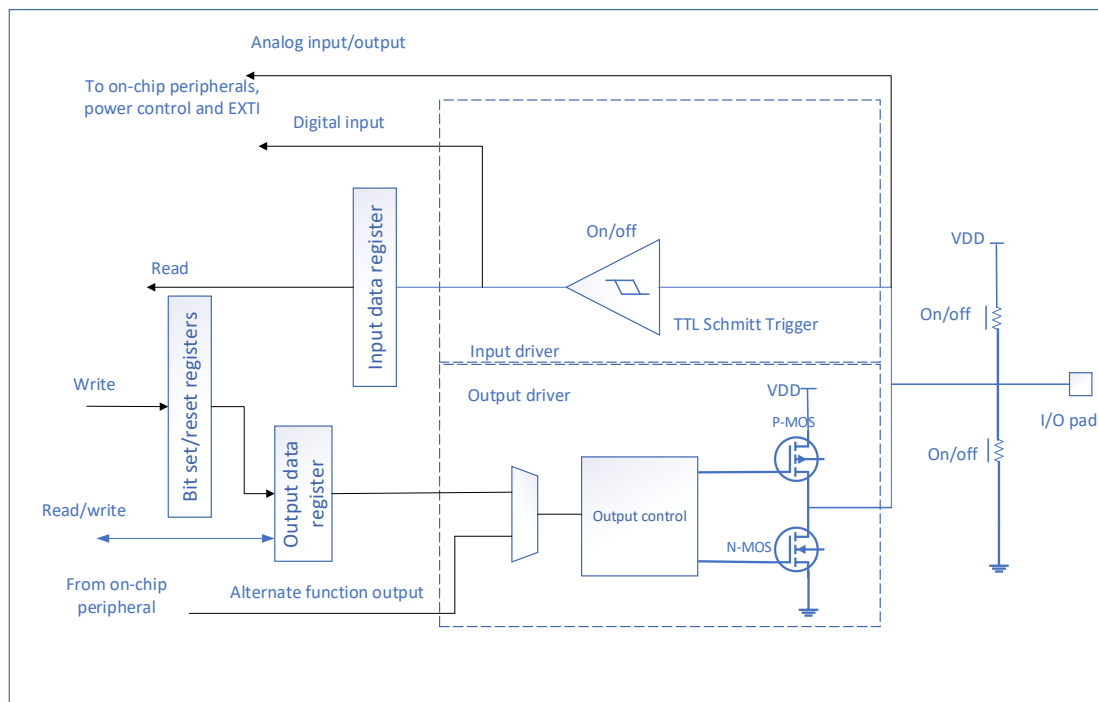 Analog input/output
To on-chip peripherals,
power control and EXTI
Digital input
On/off
Input data register
Read
TTL Schmitt Trigger
Input driver
VDD
On/off
I/O pad
On/off
Write
Bit set/reset registers
Output driver
VDD
P-MOS
Output data
register
Output control
N-MOS
Read/write
From on-chip
peripheral
Alternate function output